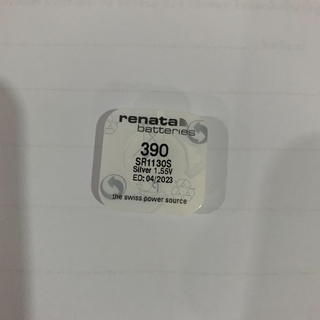 renata
batteries
390
SR1130S
Silver 1.55V
ED: 04/2023
the swiss power source